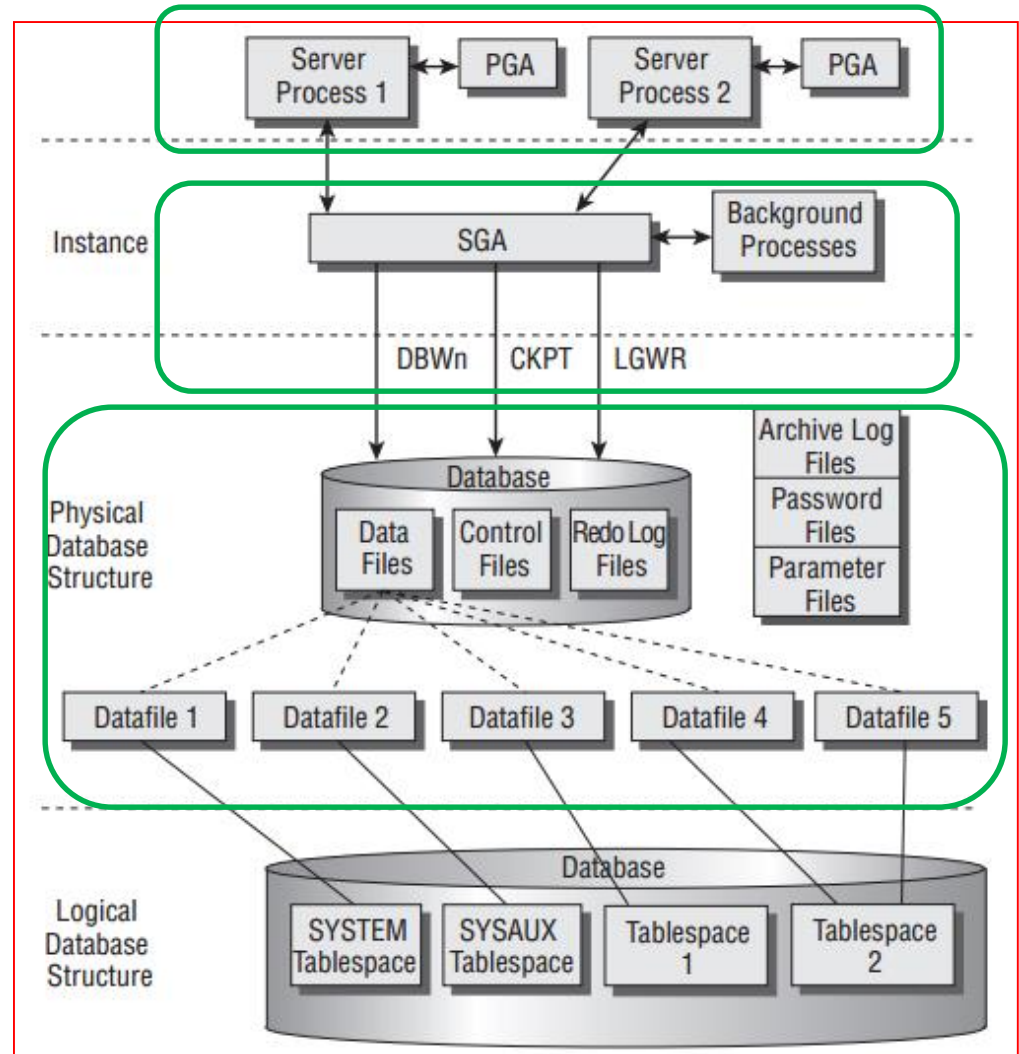 Server
Process 1
PGA
Server
Process 2
PGA
Instance
SGA
Background
Processes
DBWn
CKPT
LGWR
Physical
Database
Structure
Database
Data
Files
Control
Files
Redo Log
Files
Archive Log
Files
Password
Files
Parameter
Files
Datafile 1
Datafile 2
Datafile 3
Datafile 4
Datafile 5
Logical
Database
Structure
Database
SYSTEM
Tablespace
SYSAUX
Tablespace
Tablespace
1
Tablespace
2